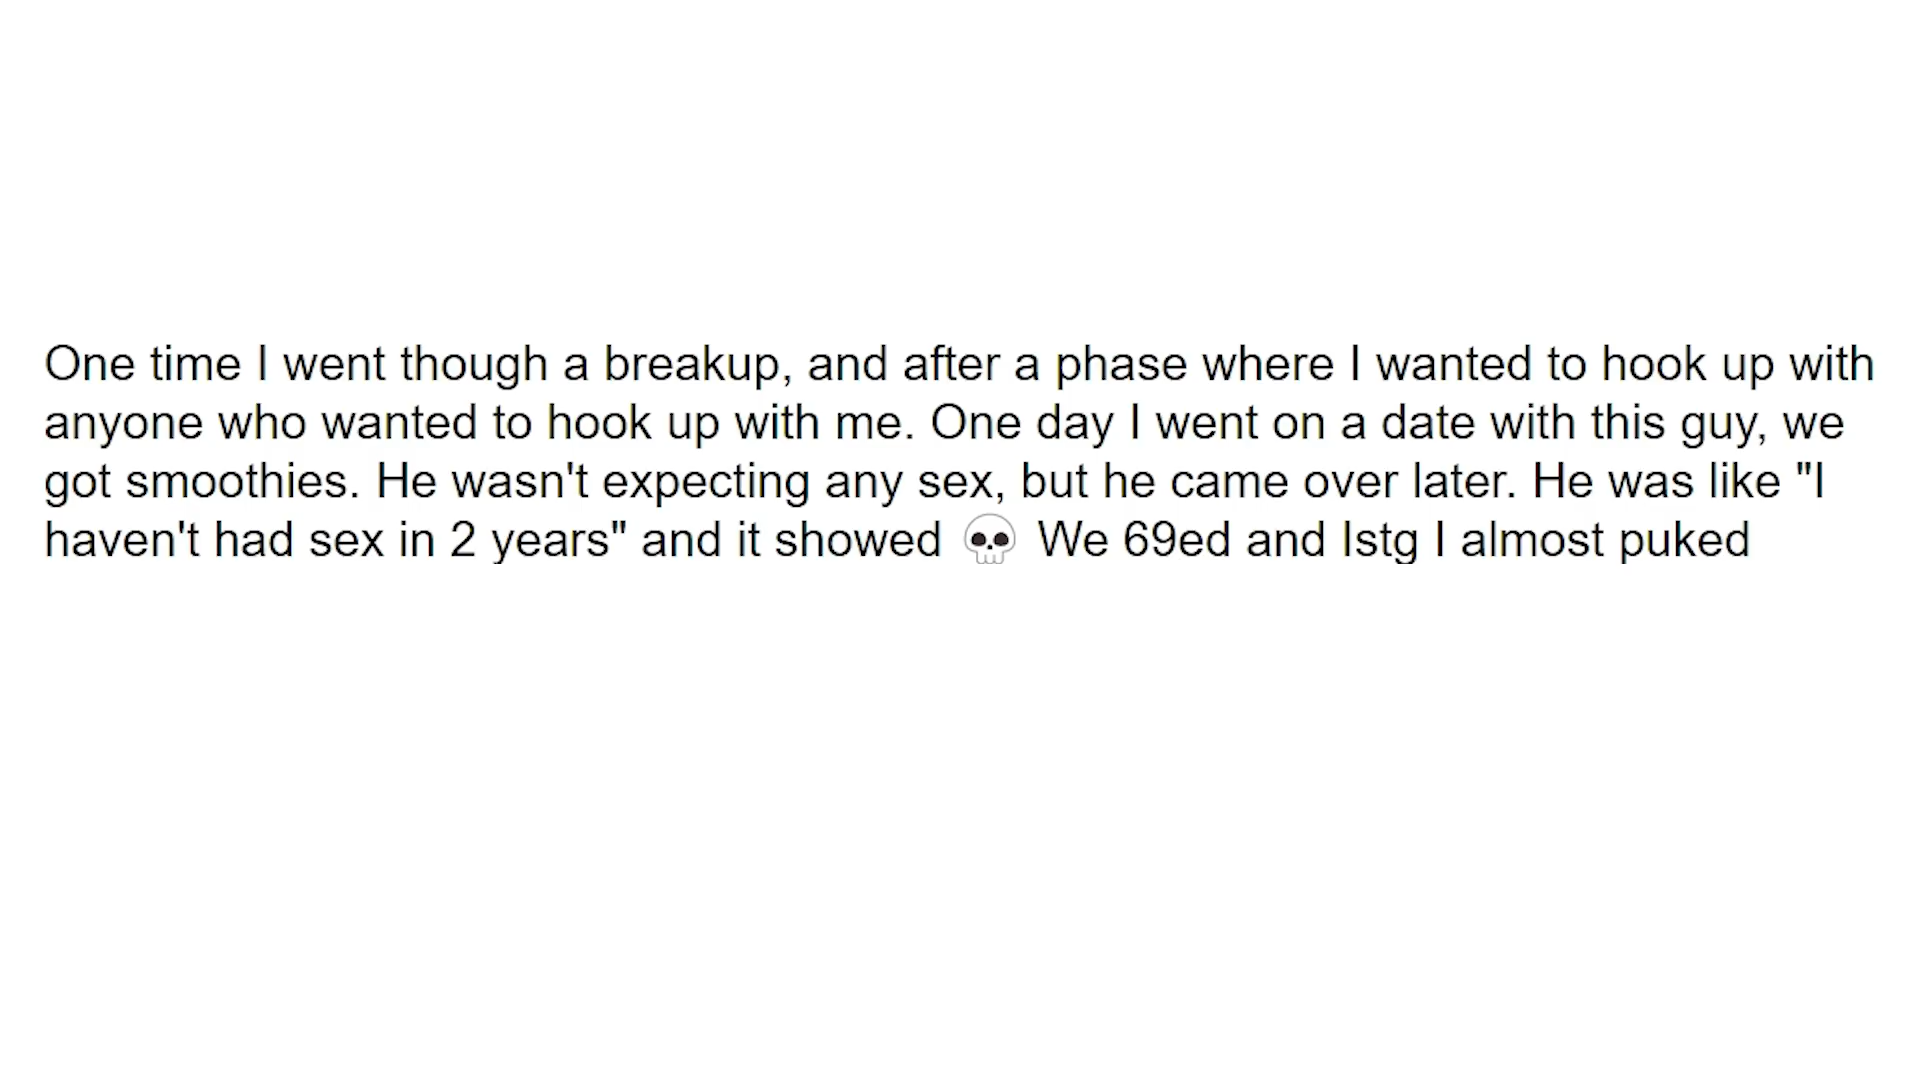 One time I went though a breakup, and after a phase where I wanted to hook up with
anyone who wanted to hook up with me. One day I went on a date with this guy, we
got smoothies. He wasn't expecting any sex, but he came over later. He was like "I
haven't had sex in 2 years" and it showed 💀 We 69ed and Istg I almost puked